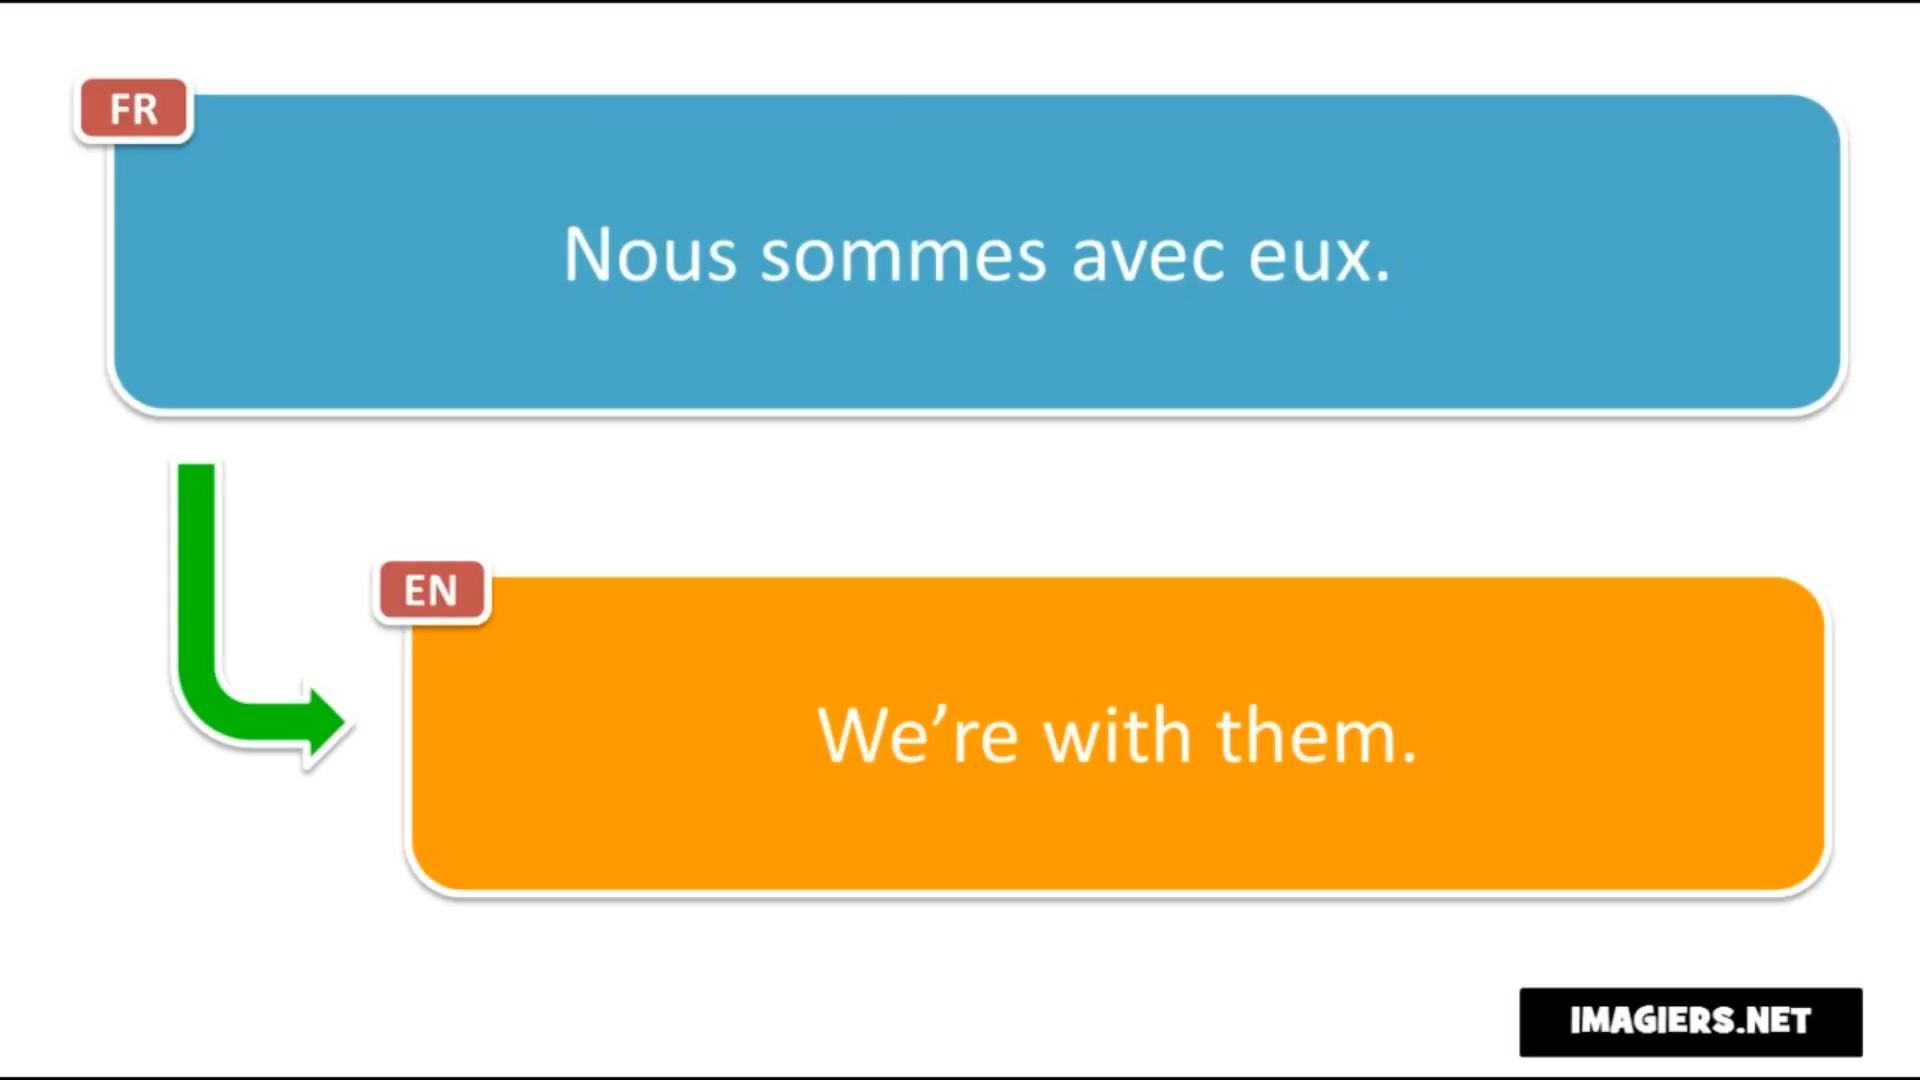 FR
Nous sommes avec eux.
EN
We’re with them.
IMAGIERS.NET